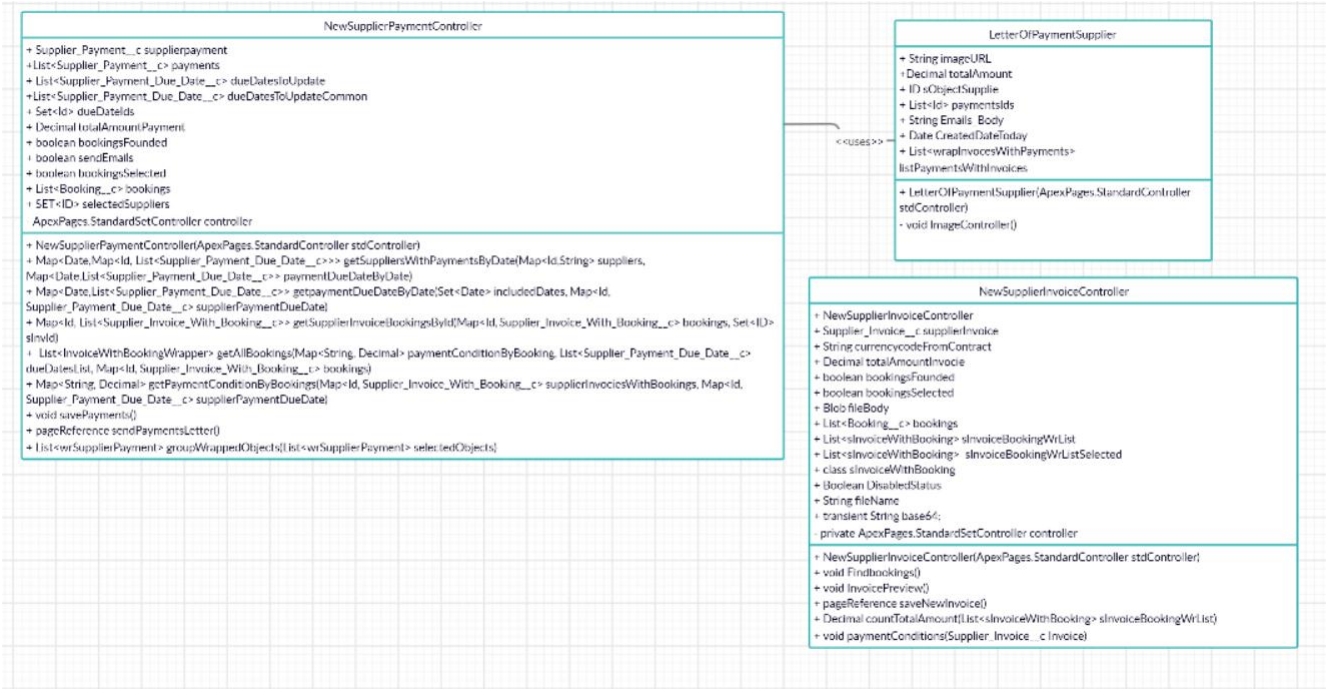 NewSupplierPaymentController
+ Supplier_Payment__c supplierpayment
+List<Supplier_Payment__c> payments
+ List<Supplier_Payment_Due_Date__c> dueDatesToUpdate
+List<Supplier_Payment_Due_Date__c> dueDatesToUpdateCommon
+ Set<Id> dueDateIds
+ Decimal totalAmountPayment
+ boolean bookingsFounded
+ boolean sendEmails
+ boolean bookingsSelected
+ List<Booking__c> bookings
+ SET<ID> selectedSuppliers
ApexPages.StandardSetController controller
+ NewSupplierPaymentController(ApexPages.StandardController stdController)
+ Map<Date,Map<Id, List<Supplier_Payment_Due_Date__c>>> getSuppliersWithPaymentsByDate(Map<Id,String> suppliers,
Map<Date,List<Supplier_Payment_Due_Date__c>> paymentDueDateByDate)
+ Map<Date,List<Supplier_Payment_Due_Date__c>> getpaymentDueDateByDate(Set<Date> includedDates, Map<Id,
Supplier_Payment_Due_Date__c> supplierPaymentDueDate)
+ Map<Id, List<Supplier_Invoice_With_Booking__c>> getSupplierInvoiceBookingsById(Map<Id, Supplier_Invoice_With_Booking__c> bookings, Set<ID>
sInvId)
+ List<InvoiceWithBookingWrapper> getAllBookings(Map<String, Decimal> paymentConditionByBooking, List<Supplier_Payment_Due_Date__c>
dueDatesList, Map<Id, Supplier_Invoice_With_Booking__c> bookings)
+ Map<String, Decimal> getPaymentConditionByBookings(Map<Id, Supplier_Invoice_With_Booking__c> supplierInvociesWithBookings, Map<Id,
Supplier_Payment_Due_Date__c> supplierPaymentDueDate)
+ void savePayments()
+ pageReference sendPaymentsLetter()
+ List<wrSupplierPayment> groupWrappedObjects(List<wrSupplierPayment> selectedObjects)
<<uses>>
LetterOfPaymentSupplier
+ String imageURL
+Decimal totalAmount
+ ID sObjectSupplie
+ List<Id> paymentsIds
+ String Emails_Body
+ Date CreatedDateToday
+ List<wrapInvocesWithPayments>
listPaymentsWithInvoices
+ LetterOfPaymentSupplier(ApexPages.StandardController
stdController)
- void ImageController()
NewSupplierInvoiceController
+ NewSupplierInvoiceController
+ Supplier_Invoice__c supplierInvoice
+ String currencycodeFromContract
+ Decimal totalAmountInvocie
+ boolean bookingsFounded
+ boolean bookingsSelected
+ Blob fileBody
+ List<Booking__c> bookings
+ List<sInvoiceWithBooking> sInvoiceBookingWrList
+ List<sInvoiceWithBooking> sInvoiceBookingWrListSelected
+ class sInvoiceWithBooking
+ Boolean DisabledStatus
+ String fileName
+ transient String base64;
- private ApexPages.StandardSetController controller
+ NewSupplierInvoiceController(ApexPages.StandardController stdController)
+ void Findbookings()
+ void InvoicePreview()
+ pageReference saveNewInvoice()
+ Decimal countTotalAmount(List<sInvoiceWithBooking> sInvoiceBookingWrList)
+ void paymentConditions(Supplier_Invoice__c Invoice)